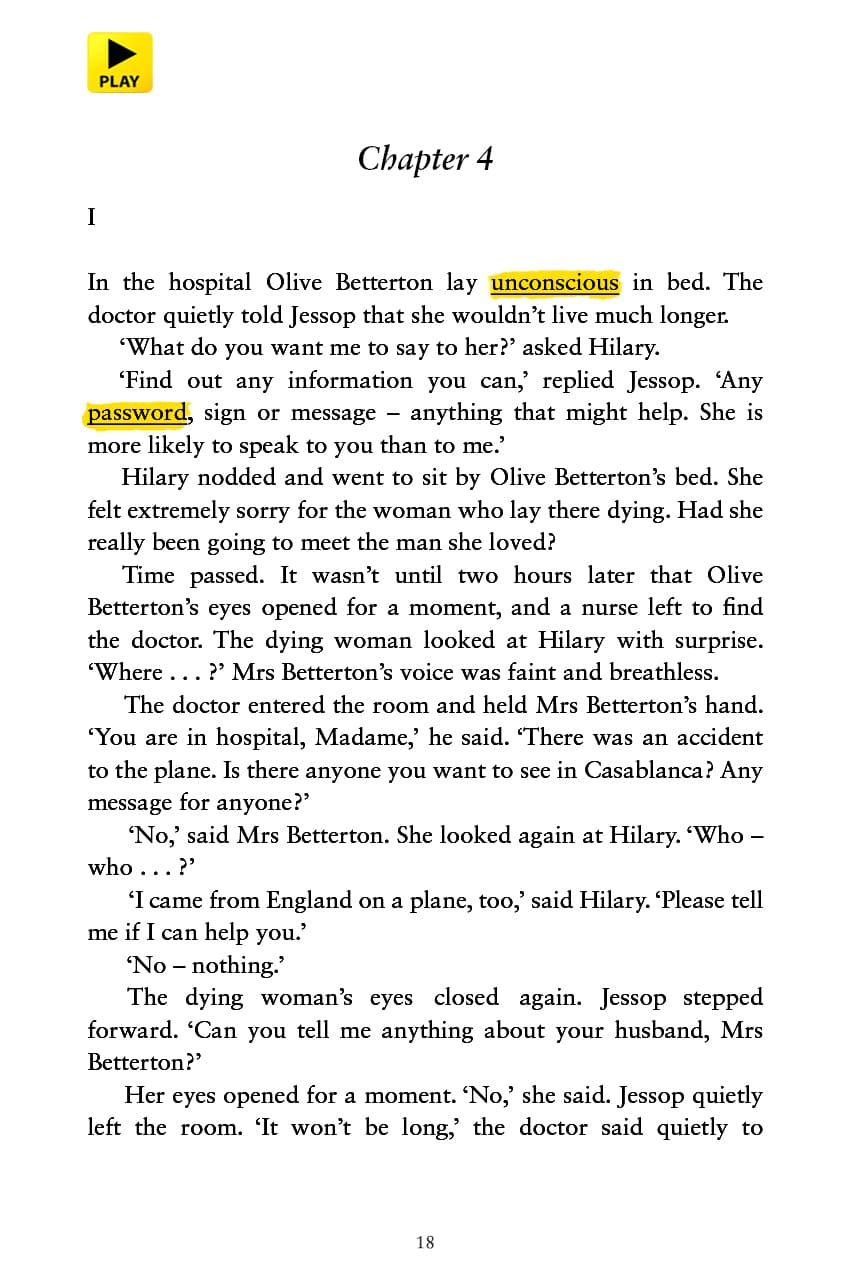 PLAY
Chapter 4
I
In the hospital Olive Betterton lay unconscious in bed. The
doctor quietly told Jessop that she wouldn’t live much longer.
‘What do you want me to say to her?’ asked Hilary.
‘Find out any information you can,’ replied Jessop. ‘Any
password, sign or message – anything that might help. She is
more likely to speak to you than to me.’
Hilary nodded and went to sit by Olive Betterton’s bed. She
felt extremely sorry for the woman who lay there dying. Had she
really been going to meet the man she loved?
Time passed. It wasn’t until two hours later that Olive
Betterton’s eyes opened for a moment, and a nurse left to find
the doctor. The dying woman looked at Hilary with surprise.
‘Where . . . ?’ Mrs Betterton’s voice was faint and breathless.
The doctor entered the room and held Mrs Betterton’s hand.
‘You are in hospital, Madame,’ he said. ‘There was an accident
to the plane. Is there anyone you want to see in Casablanca? Any
message for anyone?’
‘No,’ said Mrs Betterton. She looked again at Hilary. ‘Who –
who . . . ?’
‘I came from England on a plane, too,’ said Hilary. ‘Please tell
me if I can help you.’
‘No – nothing.’
The dying woman’s eyes closed again. Jessop stepped
forward. ‘Can you tell me anything about your husband, Mrs
Betterton?’
Her eyes opened for a moment. ‘No,’ she said. Jessop quietly
left the room. ‘It won’t be long,’ the doctor said quietly to
18